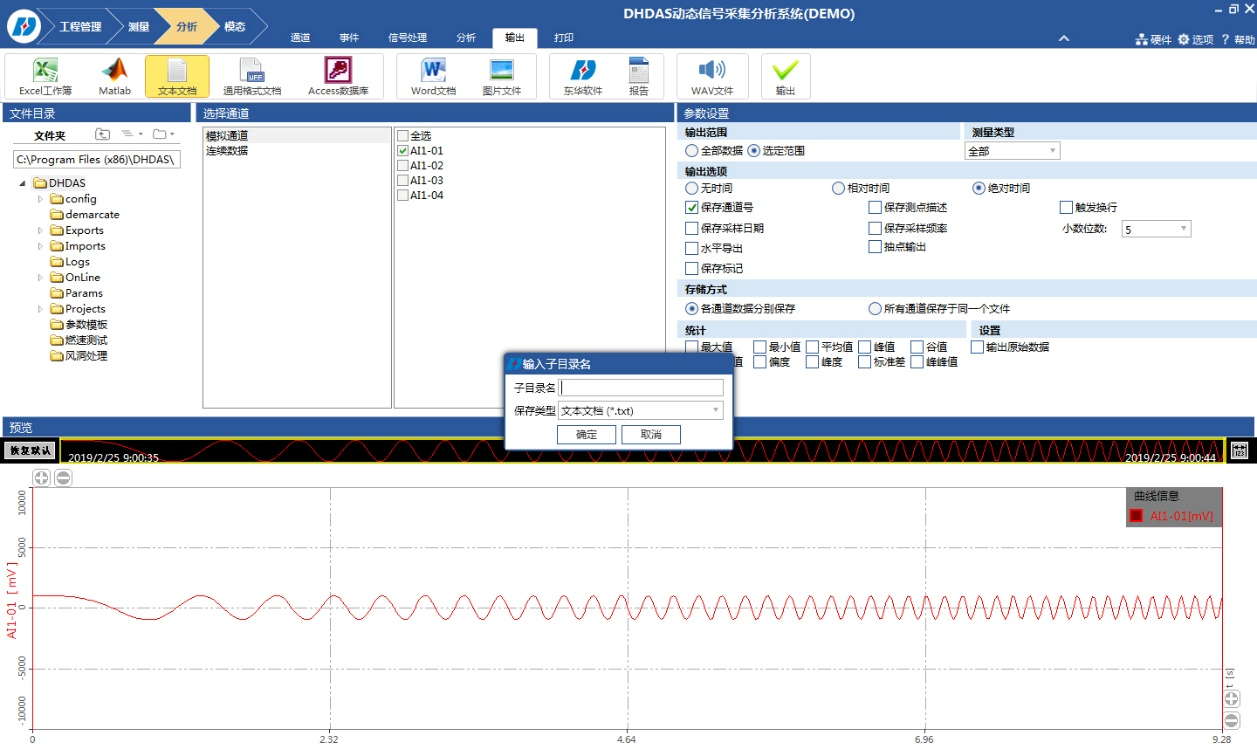 DHDAS动态信号采集分析系统(DEMO)
工程管理 测量 分析 模态
通道 事件 信号处理 分析 输出 打印
硬件 选项 ? 帮助
Excel工作簿 Matlab 文本文档 通用格式文档 Access数据库 Word文档 图片文件 东华软件 报告 WAV文件 输出
文件目录 选择通道 参数设置
文件夹
C:\Program Files (x86)\DHDAS\
DHDAS
config
demarcate
Exports
Imports
Logs
OnLine
Params
Projects
参数模板
燃速测试
风洞处理
模拟通道
连续数据
全选
AI1-01
AI1-02
AI1-03
AI1-04
输出范围 测量类型
全部数据 选定范围 全部
输出选项
无时间 相对时间 绝对时间
保存通道号 保存测点描述 触发换行
保存采样日期 保存采样频率 小数位数: 5
水平导出 抽点输出
保存标记
存储方式
各通道数据分别保存 所有通道保存于同一个文件
统计 设置
最大值 最小值 平均值 峰值 谷值 输出原始数据
值 偏度 峰度 标准差 峰峰值
输入子目录名
子目录名
保存类型 文本文档 (*.txt)
确定 取消
预览
恢复默认 2019/2/25 9:00:35 2019/2/25 9:00:44
123
曲线信息
AI1-01[mV]
AI1-01 [ mV ]
10000
5000
0
-5000
-10000
0 2.32 4.64 6.96 9.28
t [s]